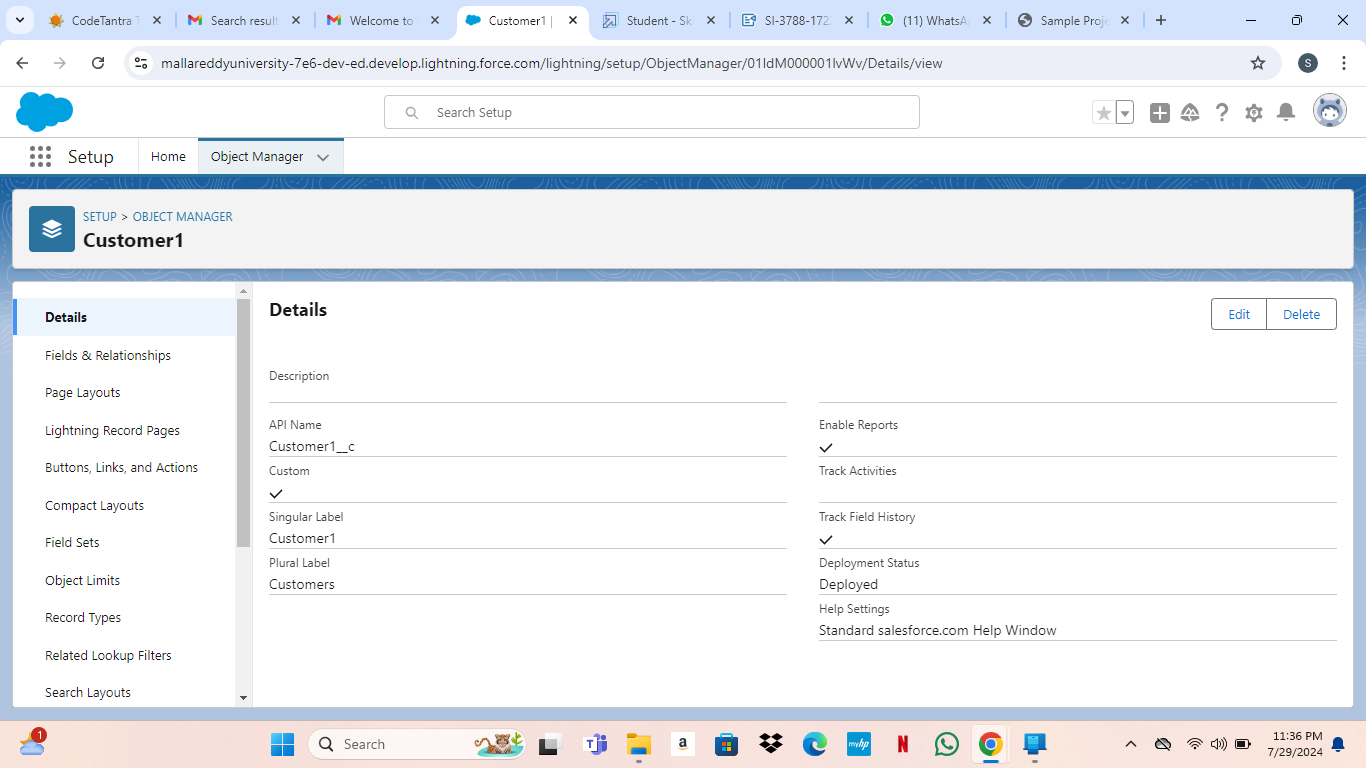 CodeTantra T
Search result
Welcome to
Customer1 |
Student - Sk
SI-3788-172
(11) WhatsA
Sample Proj
mallareddyuniversity-7e6-dev-ed.develop.lightning.force.com/lightning/setup/ObjectManager/01IdM000001lvWv/Details/view
S
Search Setup
Setup
Home
Object Manager
SETUP > OBJECT MANAGER
Customer1
Details
Fields & Relationships
Page Layouts
Lightning Record Pages
Buttons, Links, and Actions
Compact Layouts
Field Sets
Object Limits
Record Types
Related Lookup Filters
Search Layouts
Details
Edit
Delete
Description
API Name
Customer1__c
Custom
Singular Label
Customer1
Plural Label
Customers
Enable Reports
Track Activities
Track Field History
Deployment Status
Deployed
Help Settings
Standard salesforce.com Help Window
1
Search
11:36 PM
7/29/2024